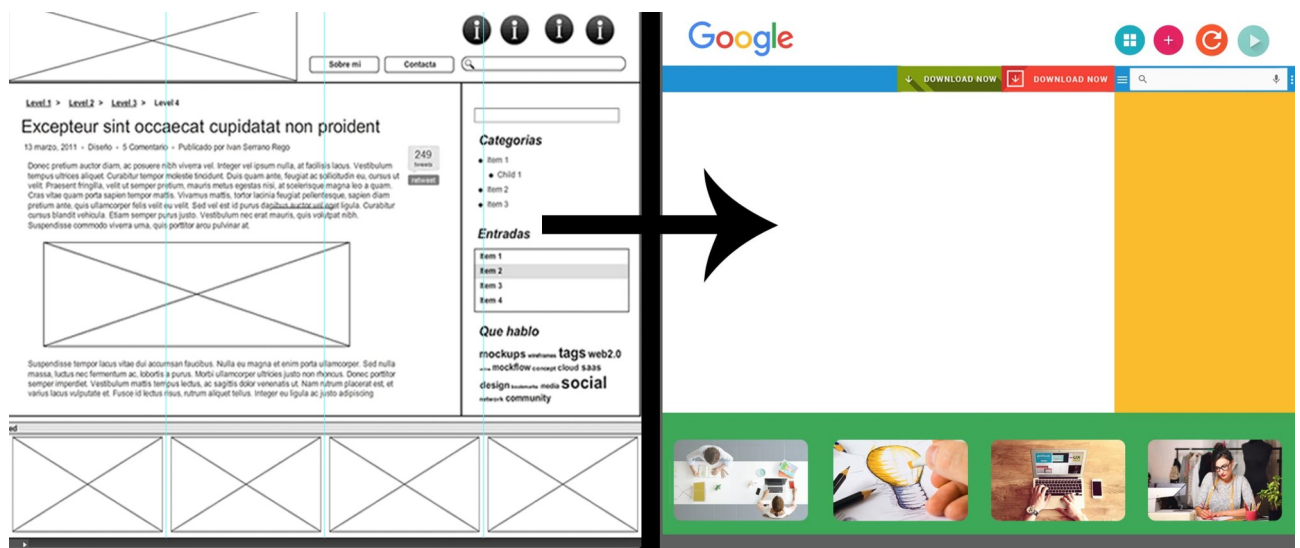 Sobre mi
Contacta
Level 1 > Level 2 > Level 3 > Level 4
Excepteur sint occaecat cupidatat non proident
13 marzo, 2011 - Diseño - 5 Comentario - Publicado por Ivan Serrano Rego
249
tweets
retweet
Donec pretium auctor diam, ac posuere nibh viverra vel. Integer vel ipsum nulla, at facilisis lacus. Vestibulum
tempus ultrices aliquet. Curabitur tempor molestie tincidunt. Duis quam ante, feugiat ac sollicitudin eu, cursus ut
velit. Praesent fringilla, velit ut semper pretium, mauris metus egestas nisi, at scelerisque magna leo a quam.
Cras vitae quam porta sapien tempor mattis. Vivamus mattis, tortor lacinia feugiat pellentesque, sapien diam
pretium ante, quis ullamcorper felis velit eu velit. Sed vel est id purus dapibus auctor vel eget ligula. Curabitur
cursus blandit vehicula. Etiam semper purus justo. Vestibulum nec erat mauris, quis volutpat nibh.
Suspendisse commodo viverra urna, quis porttitor arcu pulvinar at.
Suspendisse tempor lacus vitae dui accumsan faucibus. Nulla eu magna et enim porta ullamcorper. Sed nulla
massa, luctus nec fermentum ac, lobortis a purus. Morbi ullamcorper ultricies justo non rhoncus. Donec porttitor
semper imperdiet. Vestibulum mattis tempus lectus, ac sagittis dolor venenatis ut. Nam rutrum placerat est, et
varius lacus vulputate et. Fusce id lectus risus, rutrum aliquet tellus. Integer eu ligula ac justo adipiscing
Categorias
Item 1
Child 1
Item 2
Item 3
Entradas
Item 1
Item 2
Item 3
Item 4
Que hablo
mockups wireframes tags web2.0
mockflow concept cloud saas
design bookmarks media social
network community
ed
Google
DOWNLOAD NOW
DOWNLOAD NOW